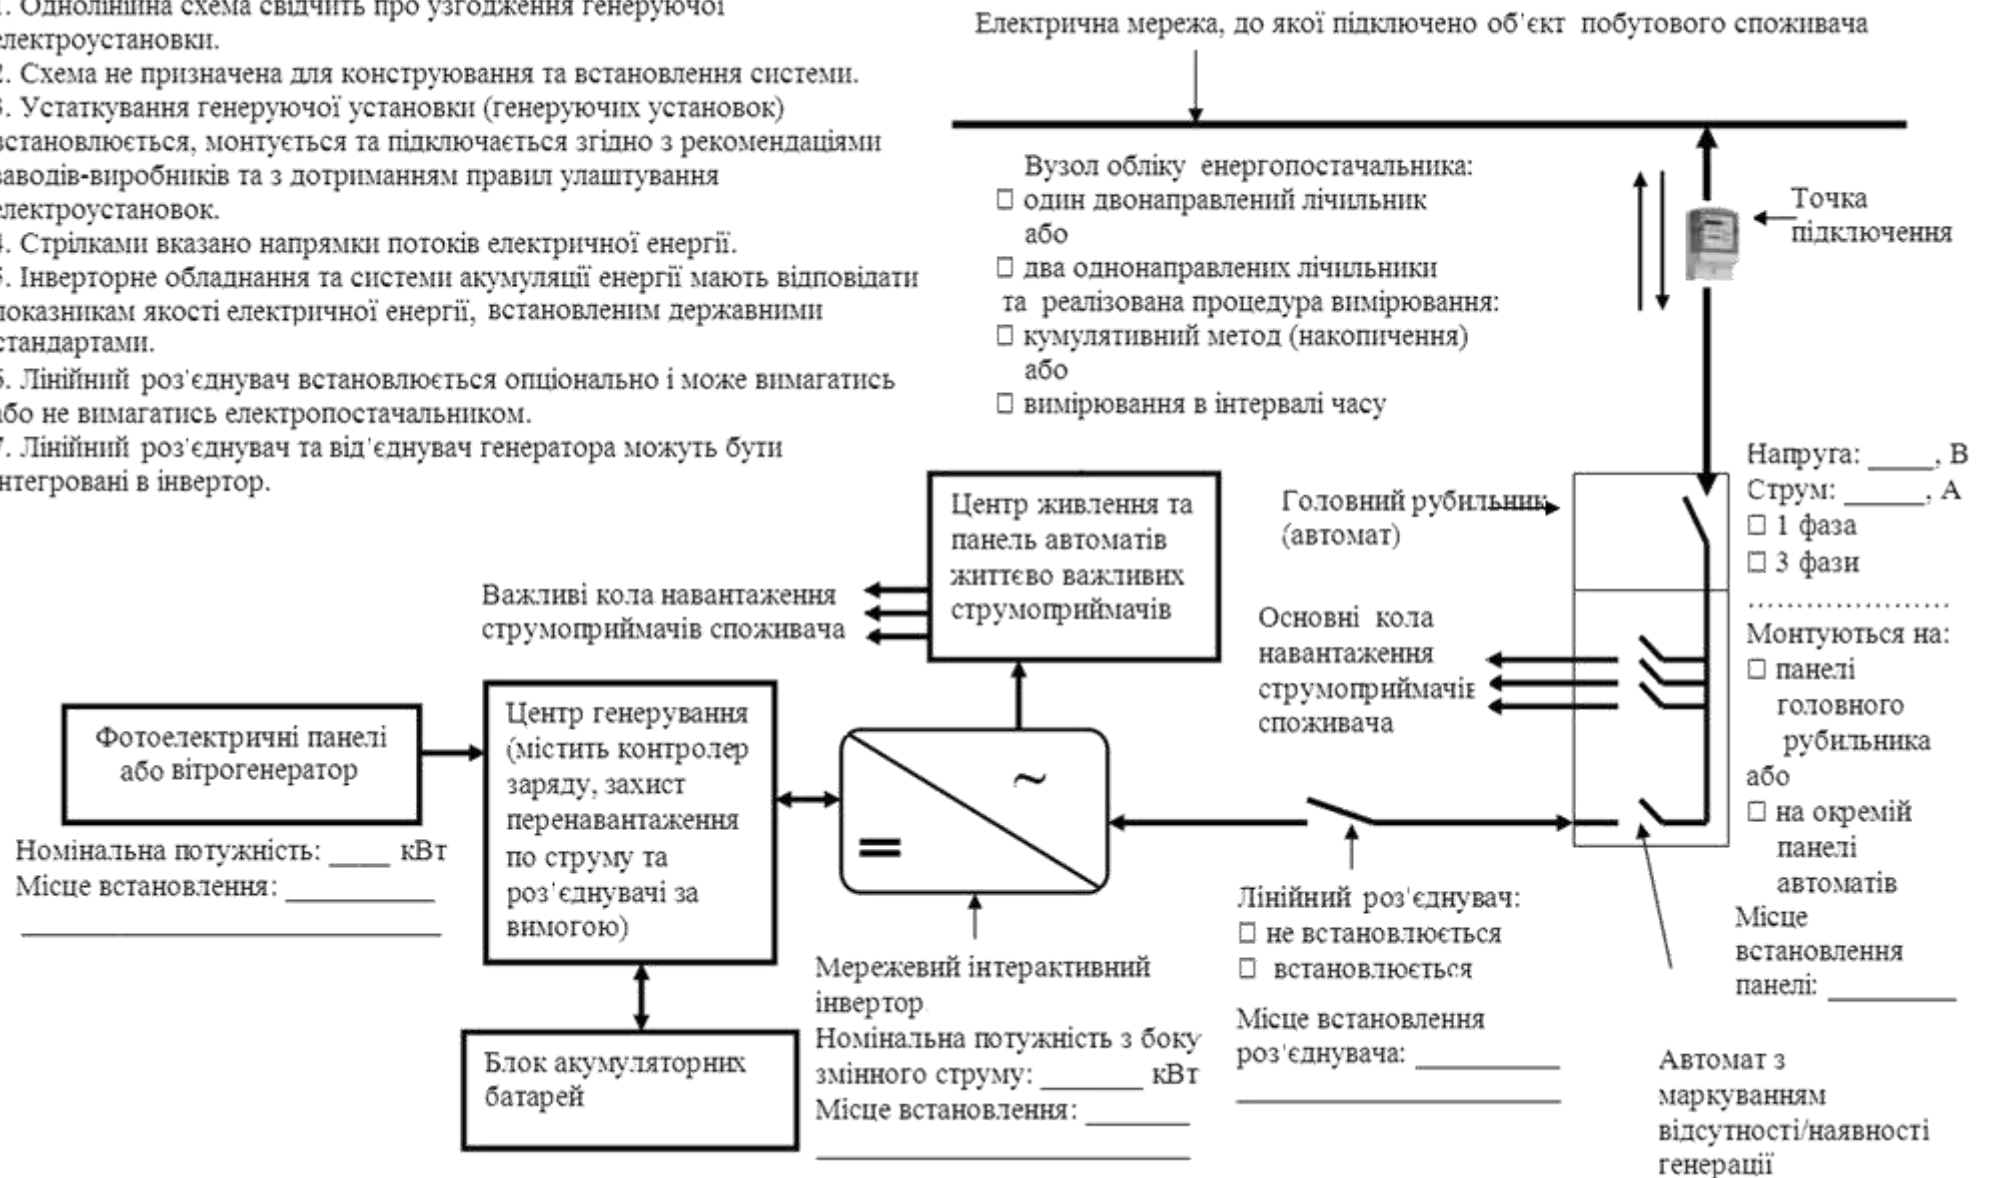 1. Однолінійна схема свідчить про узгодження генеруючої
електроустановки.
2. Схема не призначена для конструювання та встановлення системи.
3. Устаткування генеруючої установки (генеруючих установок)
встановлюється, монтується та підключається згідно з рекомендаціями
заводів-виробників та з дотриманням правил улаштування
електроустановок.
4. Стрілками вказано напрямки потоків електричної енергії.
5. Інверторне обладнання та системи акумуляції енергії мають відповідати
показникам якості електричної енергії, встановленим державними
стандартами.
6. Лінійний роз'єднувач встановлюється опціонально і може вимагатись
або не вимагатись електропостачальником.
7. Лінійний роз'єднувач та від'єднувач генератора можуть бути
інтегровані в інвертор.
Електрична мережа, до якої підключено об'єкт побутового споживача
Вузол обліку енергопостачальника:
☐ один двонаправлений лічильник
або
☐ два однонаправлених лічильники
та реалізована процедура вимірювання:
☐ кумулятивний метод (накопичення)
або
☐ вимірювання в інтервалі часу
Точка
підключення
Напруга: _____, В
Струм: ______, А
☐ 1 фаза
☐ 3 фази
.....................
Монтуються на:
☐ панелі
головного
рубильника
або
☐ на окремій
панелі
автоматів
Місце
встановлення
панелі: __________
Головний рубильник
(автомат)
Основні кола
навантаження
струмоприймачів
споживача
Центр живлення та
панель автоматів
життєво важливих
струмоприймачів
Важливі кола навантаження
струмоприймачів споживача
Фотоелектричні панелі
або вітрогенератор
Номінальна потужність: ____ кВт
Місце встановлення: __________
Центр генерування
(містить контролер
заряду, захист
перенавантаження
по струму та
роз'єднувачі за
вимогою)
Блок акумуляторних
батарей
~
=
Мережевий інтерактивний
інвертор
Номінальна потужність з боку
змінного струму: _______ кВт
Місце встановлення: _______
Лінійний роз'єднувач:
☐ не встановлюється
☐ встановлюється
Місце встановлення
роз'єднувача: __________
Автомат з
маркуванням
відсутності/наявності
генерації